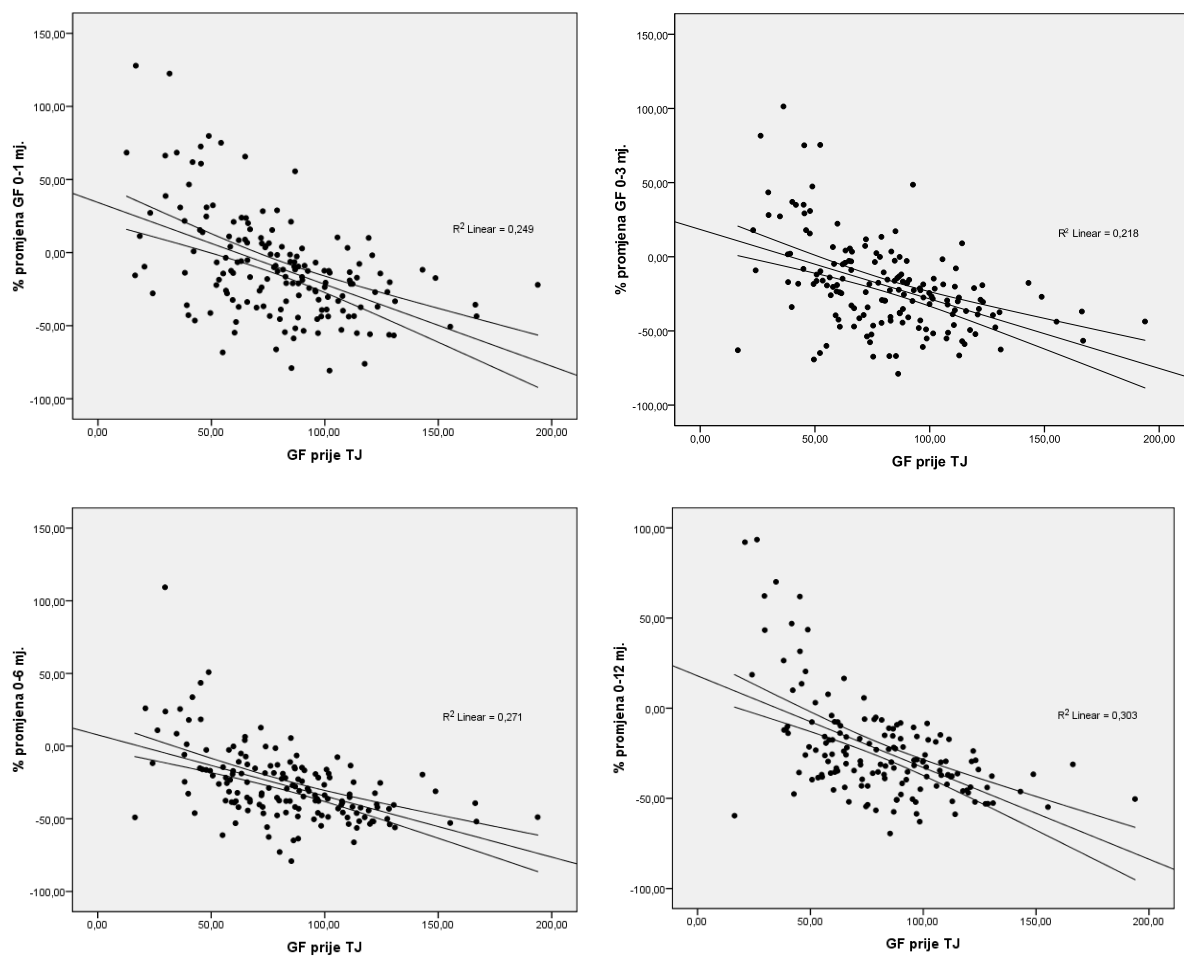 150,00
100,00
50,00
0,00
-50,00
-100,00
% promjena GF 0-1 mj.
R2 Linear = 0,249
0,00 50,00 100,00 150,00 200,00
GF prije TJ
150,00
100,00
50,00
0,00
-50,00
-100,00
% promjena GF 0-3 mj.
R2 Linear = 0,218
0,00 50,00 100,00 150,00 200,00
GF prije TJ
150,00
100,00
50,00
0,00
-50,00
-100,00
% promjena 0-6 mj.
R2 Linear = 0,271
0,00 50,00 100,00 150,00 200,00
GF prije TJ
100,00
50,00
0,00
-50,00
-100,00
% promjena 0-12 mj.
R2 Linear = 0,303
0,00 50,00 100,00 150,00 200,00
GF prije TJ